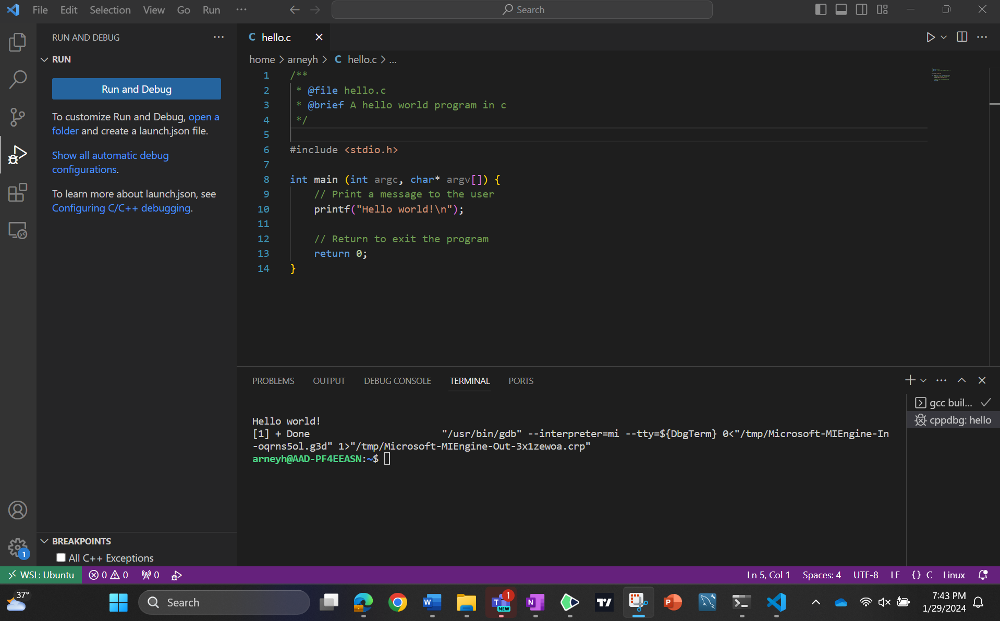 File Edit Selection View Go Run ··· Search
RUN AND DEBUG ···
RUN
Run and Debug
To customize Run and Debug, open a
folder and create a launch.json file.
Show all automatic debug
configurations.
To learn more about launch.json, see
Configuring C/C++ debugging.
BREAKPOINTS
All C++ Exceptions
C hello.c
home > arneyh > C hello.c > ...
1 /**
2  * @file hello.c
3  * @brief A hello world program in c
4  */
5
6 #include <stdio.h>
7
8 int main (int argc, char* argv[]) {
9     // Print a message to the user
10     printf("Hello world!\n");
11
12     // Return to exit the program
13     return 0;
14 }
PROBLEMS OUTPUT DEBUG CONSOLE TERMINAL PORTS
gcc buil...
cppdbg: hello
Hello world!
[1] + Done                      "/usr/bin/gdb" --interpreter=mi --tty=${DbgTerm} 0<"/tmp/Microsoft-MIEngine-In
-oqrns5ol.g3d" 1>"/tmp/Microsoft-MIEngine-Out-3x1zewoa.crp"
arneyh@AAD-PF4EEASN:~$
1
WSL: Ubuntu 0 0 0 Ln 5, Col 1 Spaces: 4 UTF-8 LF {} C Linux
37° Search W T 1 NEW N P 7:43 PM
1/29/2024